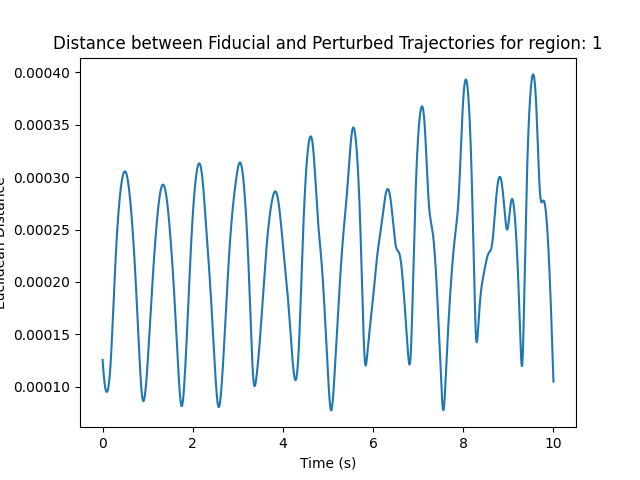 Distance between Fiducial and Perturbed Trajectories for region: 1
0.00040
0.00035
0.00030
0.00025
0.00020
0.00015
0.00010
Euclidean Distance
0 2 4 6 8 10
Time (s)